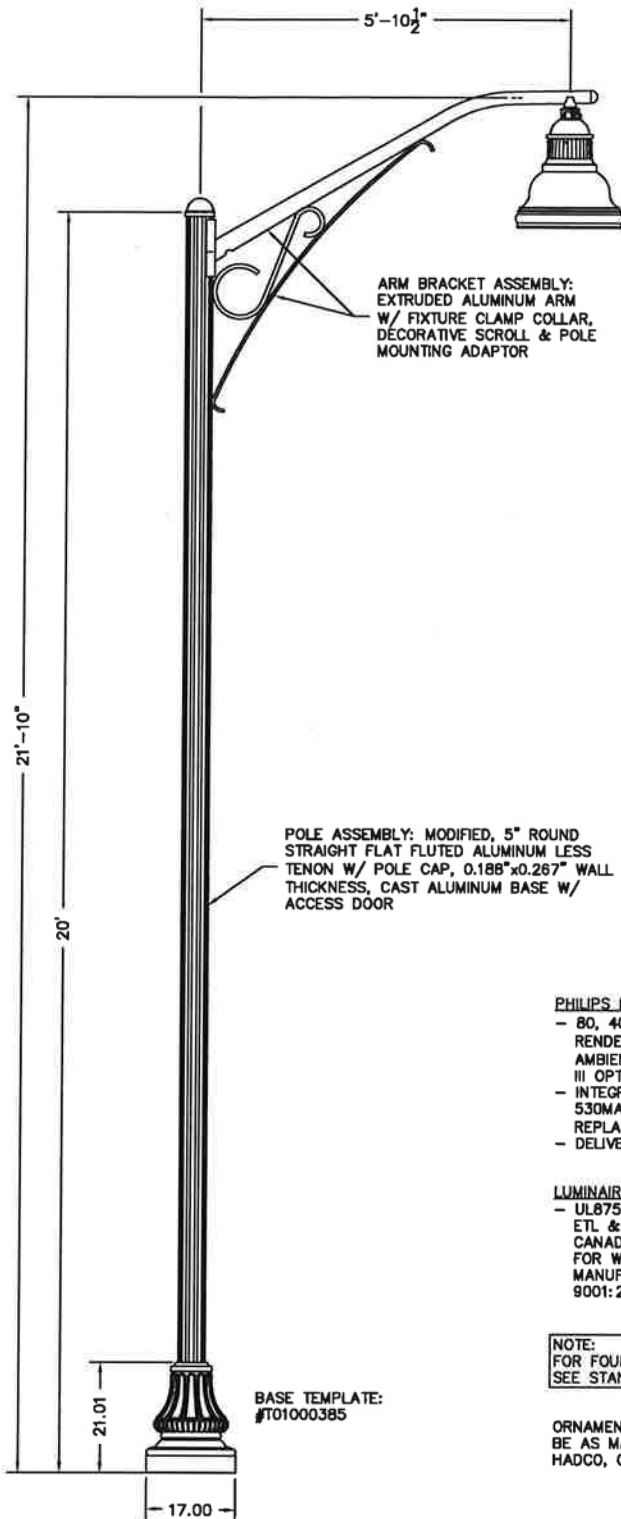 5'-10½"
ARM BRACKET ASSEMBLY:
EXTRUDED ALUMINUM ARM
W/ FIXTURE CLAMP COLLAR,
DECORATIVE SCROLL & POLE
MOUNTING ADAPTOR
21'-10"
20'
POLE ASSEMBLY: MODIFIED, 5" ROUND
STRAIGHT FLAT FLUTED ALUMINUM LESS
TENON W/ POLE CAP, 0.188"x0.267" WALL
THICKNESS, CAST ALUMINUM BASE W/
ACCESS DOOR
PHILIPS
- 80,
RENDE
AMBIEN
III OPT
- INTEGR
530MA
REPLA
- DELIVE
LUMINAIR
- UL875
ETL &
CANAD
FOR W
MANUF
9001:2
NOTE:
FOR FOU
SEE STAN
ORNAMEN
BE AS MA
HADCO,
21.01
BASE TEMPLATE:
#T01000385
17.00